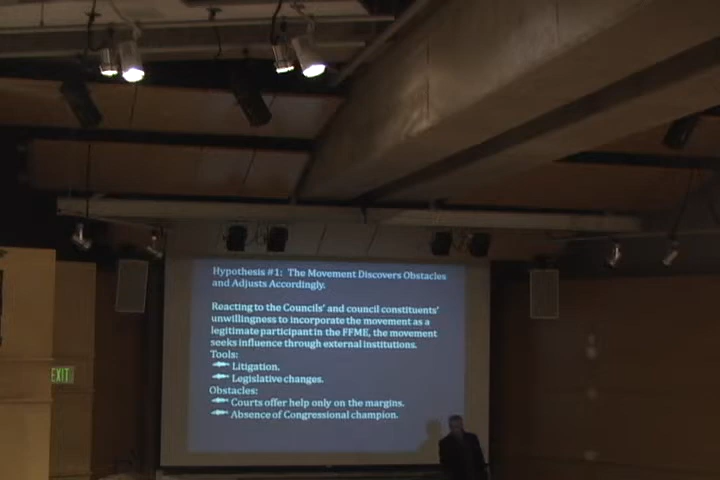 Hypothesis #1: The Movement Discovers Obstacles
and Adjusts Accordingly.
Reacting to the Councils' and council constituents'
unwillingness to incorporate the movement as a
legitimate participant in the FFME, the movement
seeks influence through external institutions.
Tools:
Litigation.
Legislative changes.
Obstacles:
Courts offer help only on the margins.
Absence of Congressional champion.
EXIT